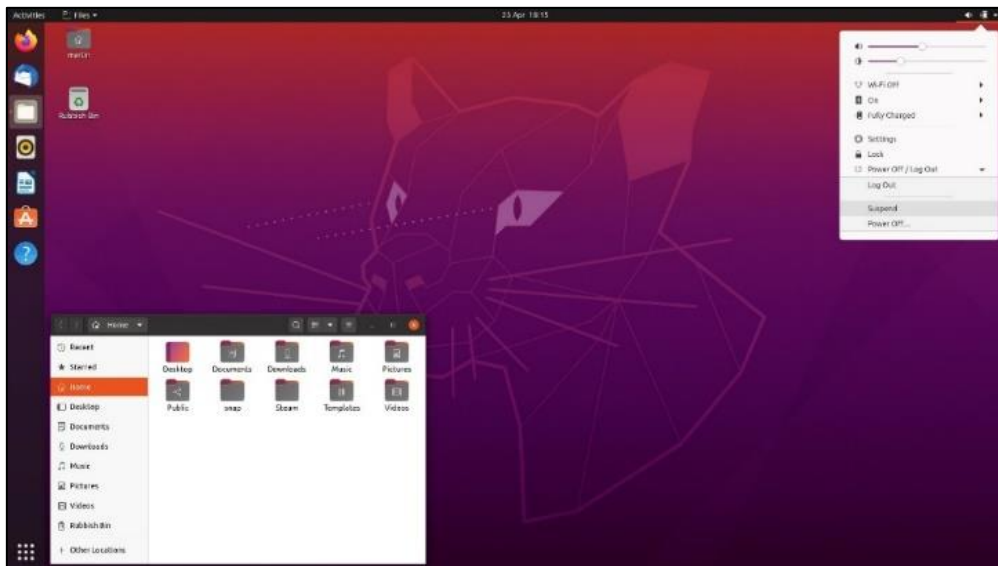 Activities
Files
23 Apr 18:15
martin
Rubbish Bin
Wi-Fi Off
On
Fully Charged
Settings
Lock
Power Off / Log Out
Log Out
Suspend
Power Off...
Home
Recent
Starred
Home
Desktop
Documents
Downloads
Music
Pictures
Videos
Rubbish Bin
+ Other Locations
Desktop Documents Downloads Music Pictures
Public snap Steam Templates Videos